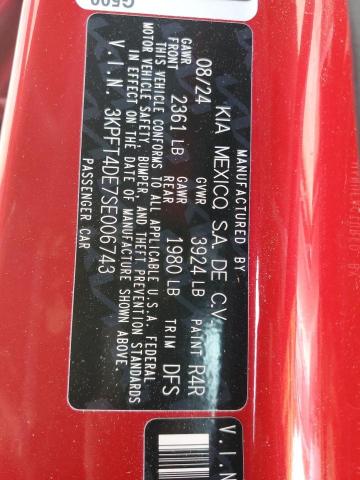 MANUFACTURED BY -
KIA MEXICO, S.A. DE C.V.
08/24 GVWR 3924 LB PAINT R4R
GAWR FRONT 2361 LB GAWR REAR 1980 LB TRIM DFS
THIS VEHICLE CONFORMS TO ALL APPLICABLE U.S.A. FEDERAL
MOTOR VEHICLE SAFETY, BUMPER, AND THEFT PREVENTION STANDARDS
IN EFFECT ON THE DATE OF MANUFACTURE SHOWN ABOVE.
V.I.N. 3KPFT4DE7SE006743
PASSENGER CAR
V.I.N